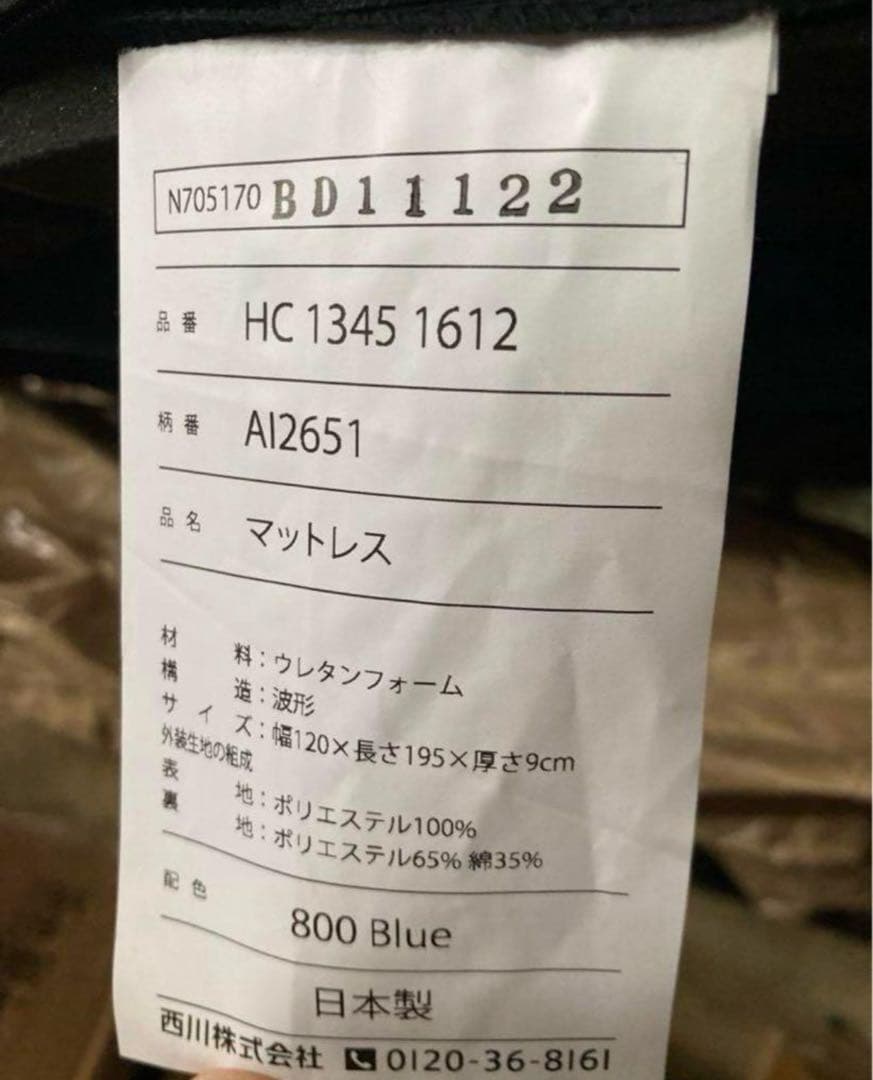 N705170 BD11122
品番 HC 1345 1612
柄番 AI2651
品名 マットレス
材料：ウレタンフォーム
構造：波形
サイズ：幅120×長さ195×厚さ9cm
外装生地の組成
表地：ポリエステル100%
裏地：ポリエステル65% 綿35%
配色 800 Blue
日本製
西川株式会社 0120-36-8161